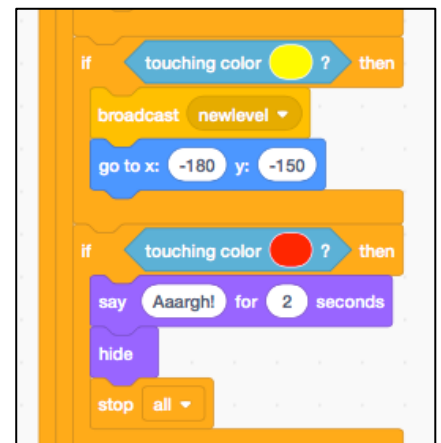 if touching color ? then
broadcast newlevel
go to x: -180 y: -150
if touching color ? then
say Aaargh! for 2 seconds
hide
stop all